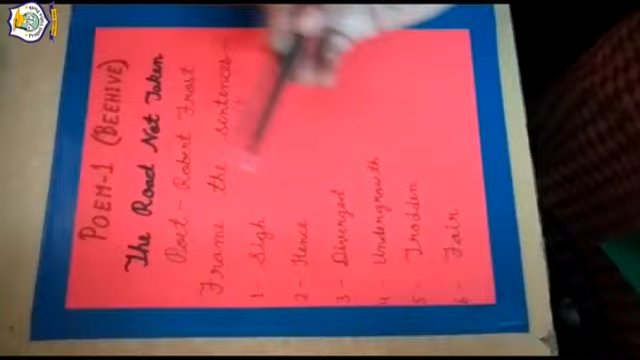 POEM-1 (BEEHIVE)
The Road Not Taken
Poet - Robert Frost
Frame the sentences
1 - Sigh
2 - Hence
3 - Diverged
4 - Undergrowth
5 - Trodden
6 - Fair